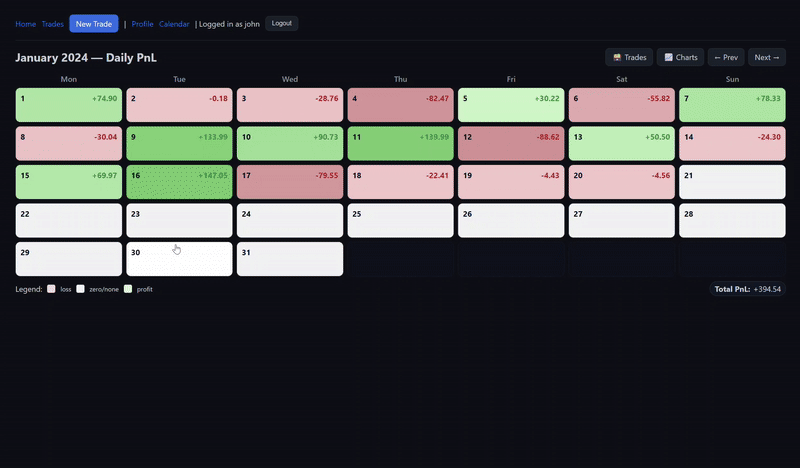 Home Trades New Trade | Profile Calendar | Logged in as john Logout
January 2024 — Daily PnL Trades Charts ← Prev Next →
Mon Tue Wed Thu Fri Sat Sun
1 +74.90 2 -0.18 3 -28.76 4 -82.47 5 +30.22 6 -55.82 7 +78.33
8 -30.04 9 +133.99 10 +90.73 11 +139.99 12 -88.62 13 +50.50 14 -24.30
15 +69.97 16 +147.05 17 -79.55 18 -22.41 19 -4.43 20 -4.56 21
22 23 24 25 26 27 28
29 30 31
Legend: loss zero/none profit Total PnL: +394.54